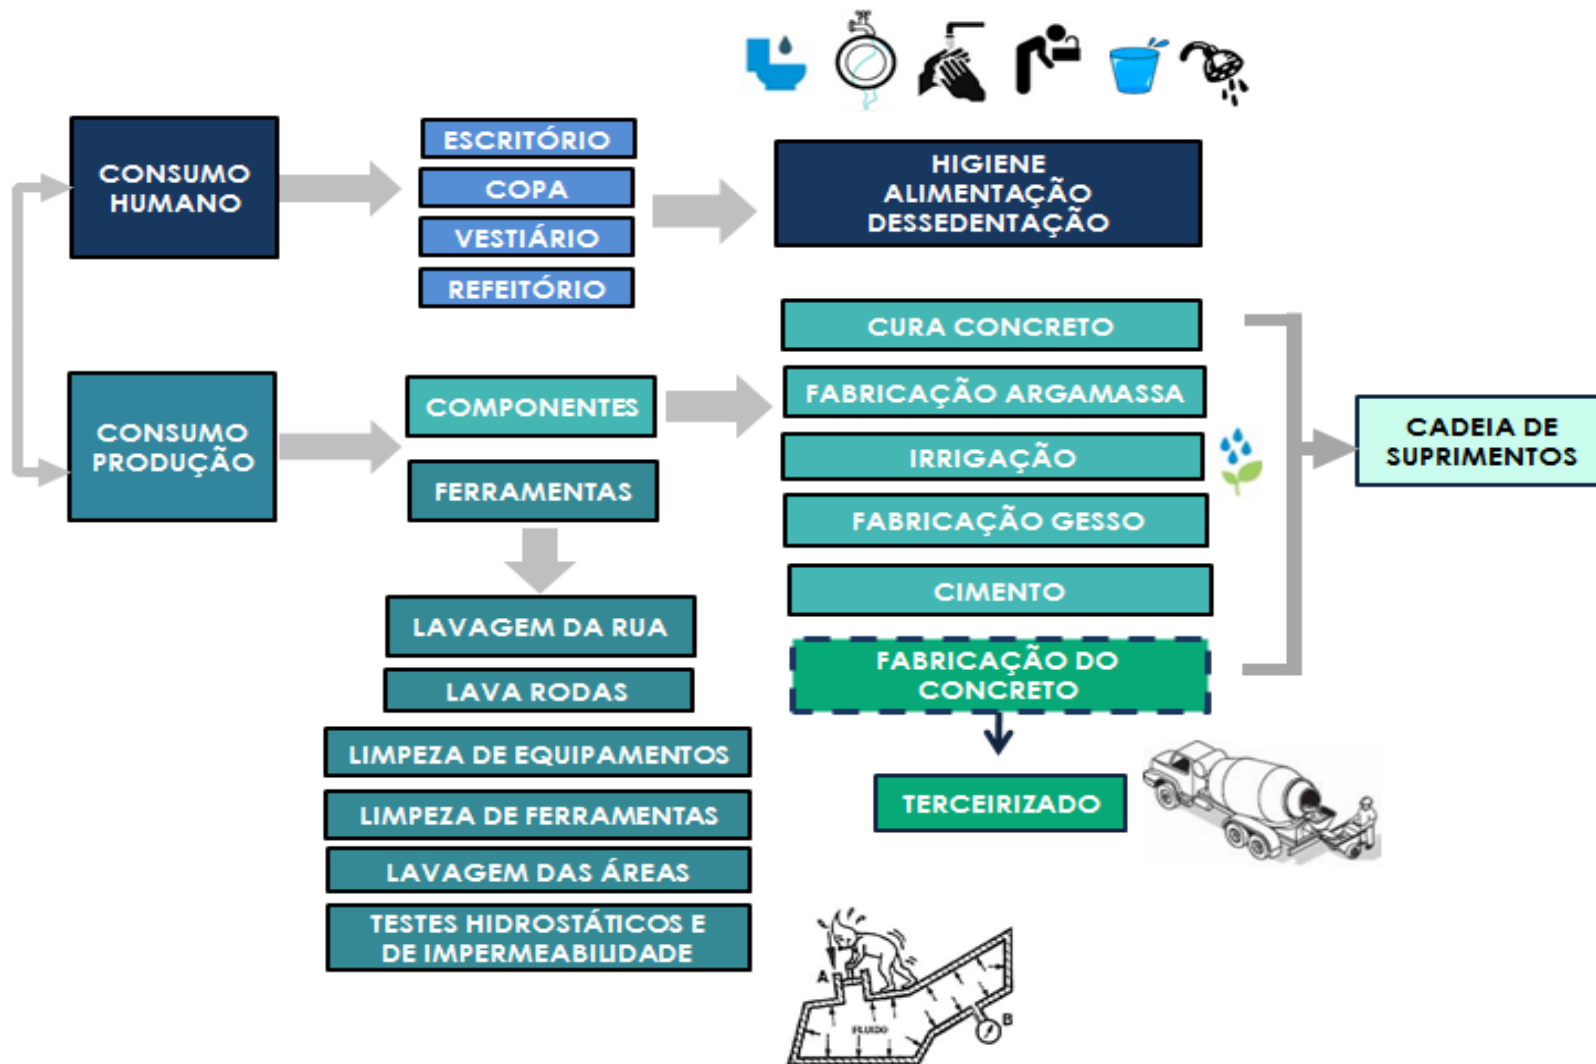 CONSUMO
HUMANO
ESCRITÓRIO
COPA
VESTIÁRIO
REFEITÓRIO
HIGIENE
ALIMENTAÇÃO
DESSEDENTAÇÃO
CONSUMO
PRODUÇÃO
COMPONENTES
FERRAMENTAS
CURA CONCRETO
FABRICAÇÃO ARGAMASSA
IRRIGAÇÃO
FABRICAÇÃO GESSO
CIMENTO
FABRICAÇÃO DO
CONCRETO
TERCEIRIZADO
CADEIA DE
SUPRIMENTOS
LAVAGEM DA RUA
LAVA RODAS
LIMPEZA DE EQUIPAMENTOS
LIMPEZA DE FERRAMENTAS
LAVAGEM DAS ÁREAS
TESTES HIDROSTÁTICOS E
DE IMPERMEABILIDADE
A
FLUIDO
B